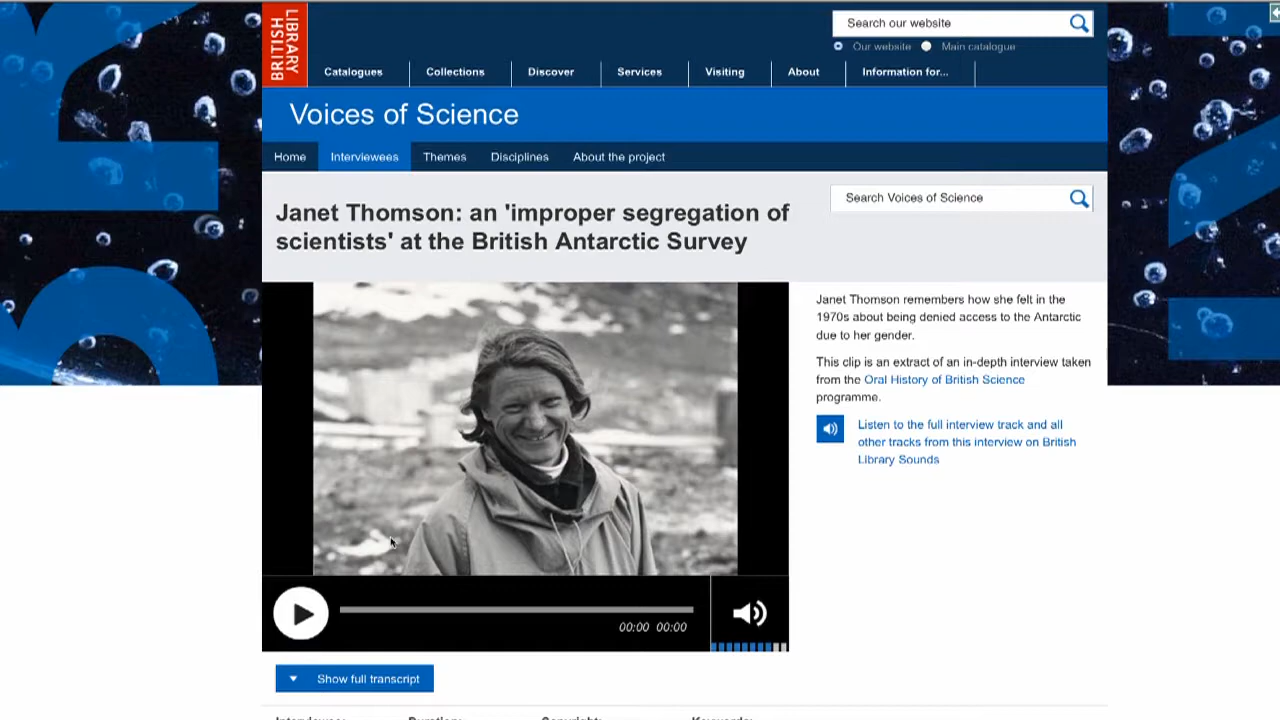 BRITISH
LIBRARY
Search our website
Our website Main catalogue
Catalogues Collections Discover Services Visiting About Information for...
Voices of Science
Home Interviewees Themes Disciplines About the project
Search Voices of Science
Janet Thomson: an 'improper segregation of
scientists' at the British Antarctic Survey
Janet Thomson remembers how she felt in the
1970s about being denied access to the Antarctic
due to her gender.
This clip is an extract of an in-depth interview taken
from the Oral History of British Science
programme.
Listen to the full interview track and all
other tracks from this interview on British
Library Sounds
00:00 00:00
Show full transcript
Interviewee: Duration: Copyright: Keywords: